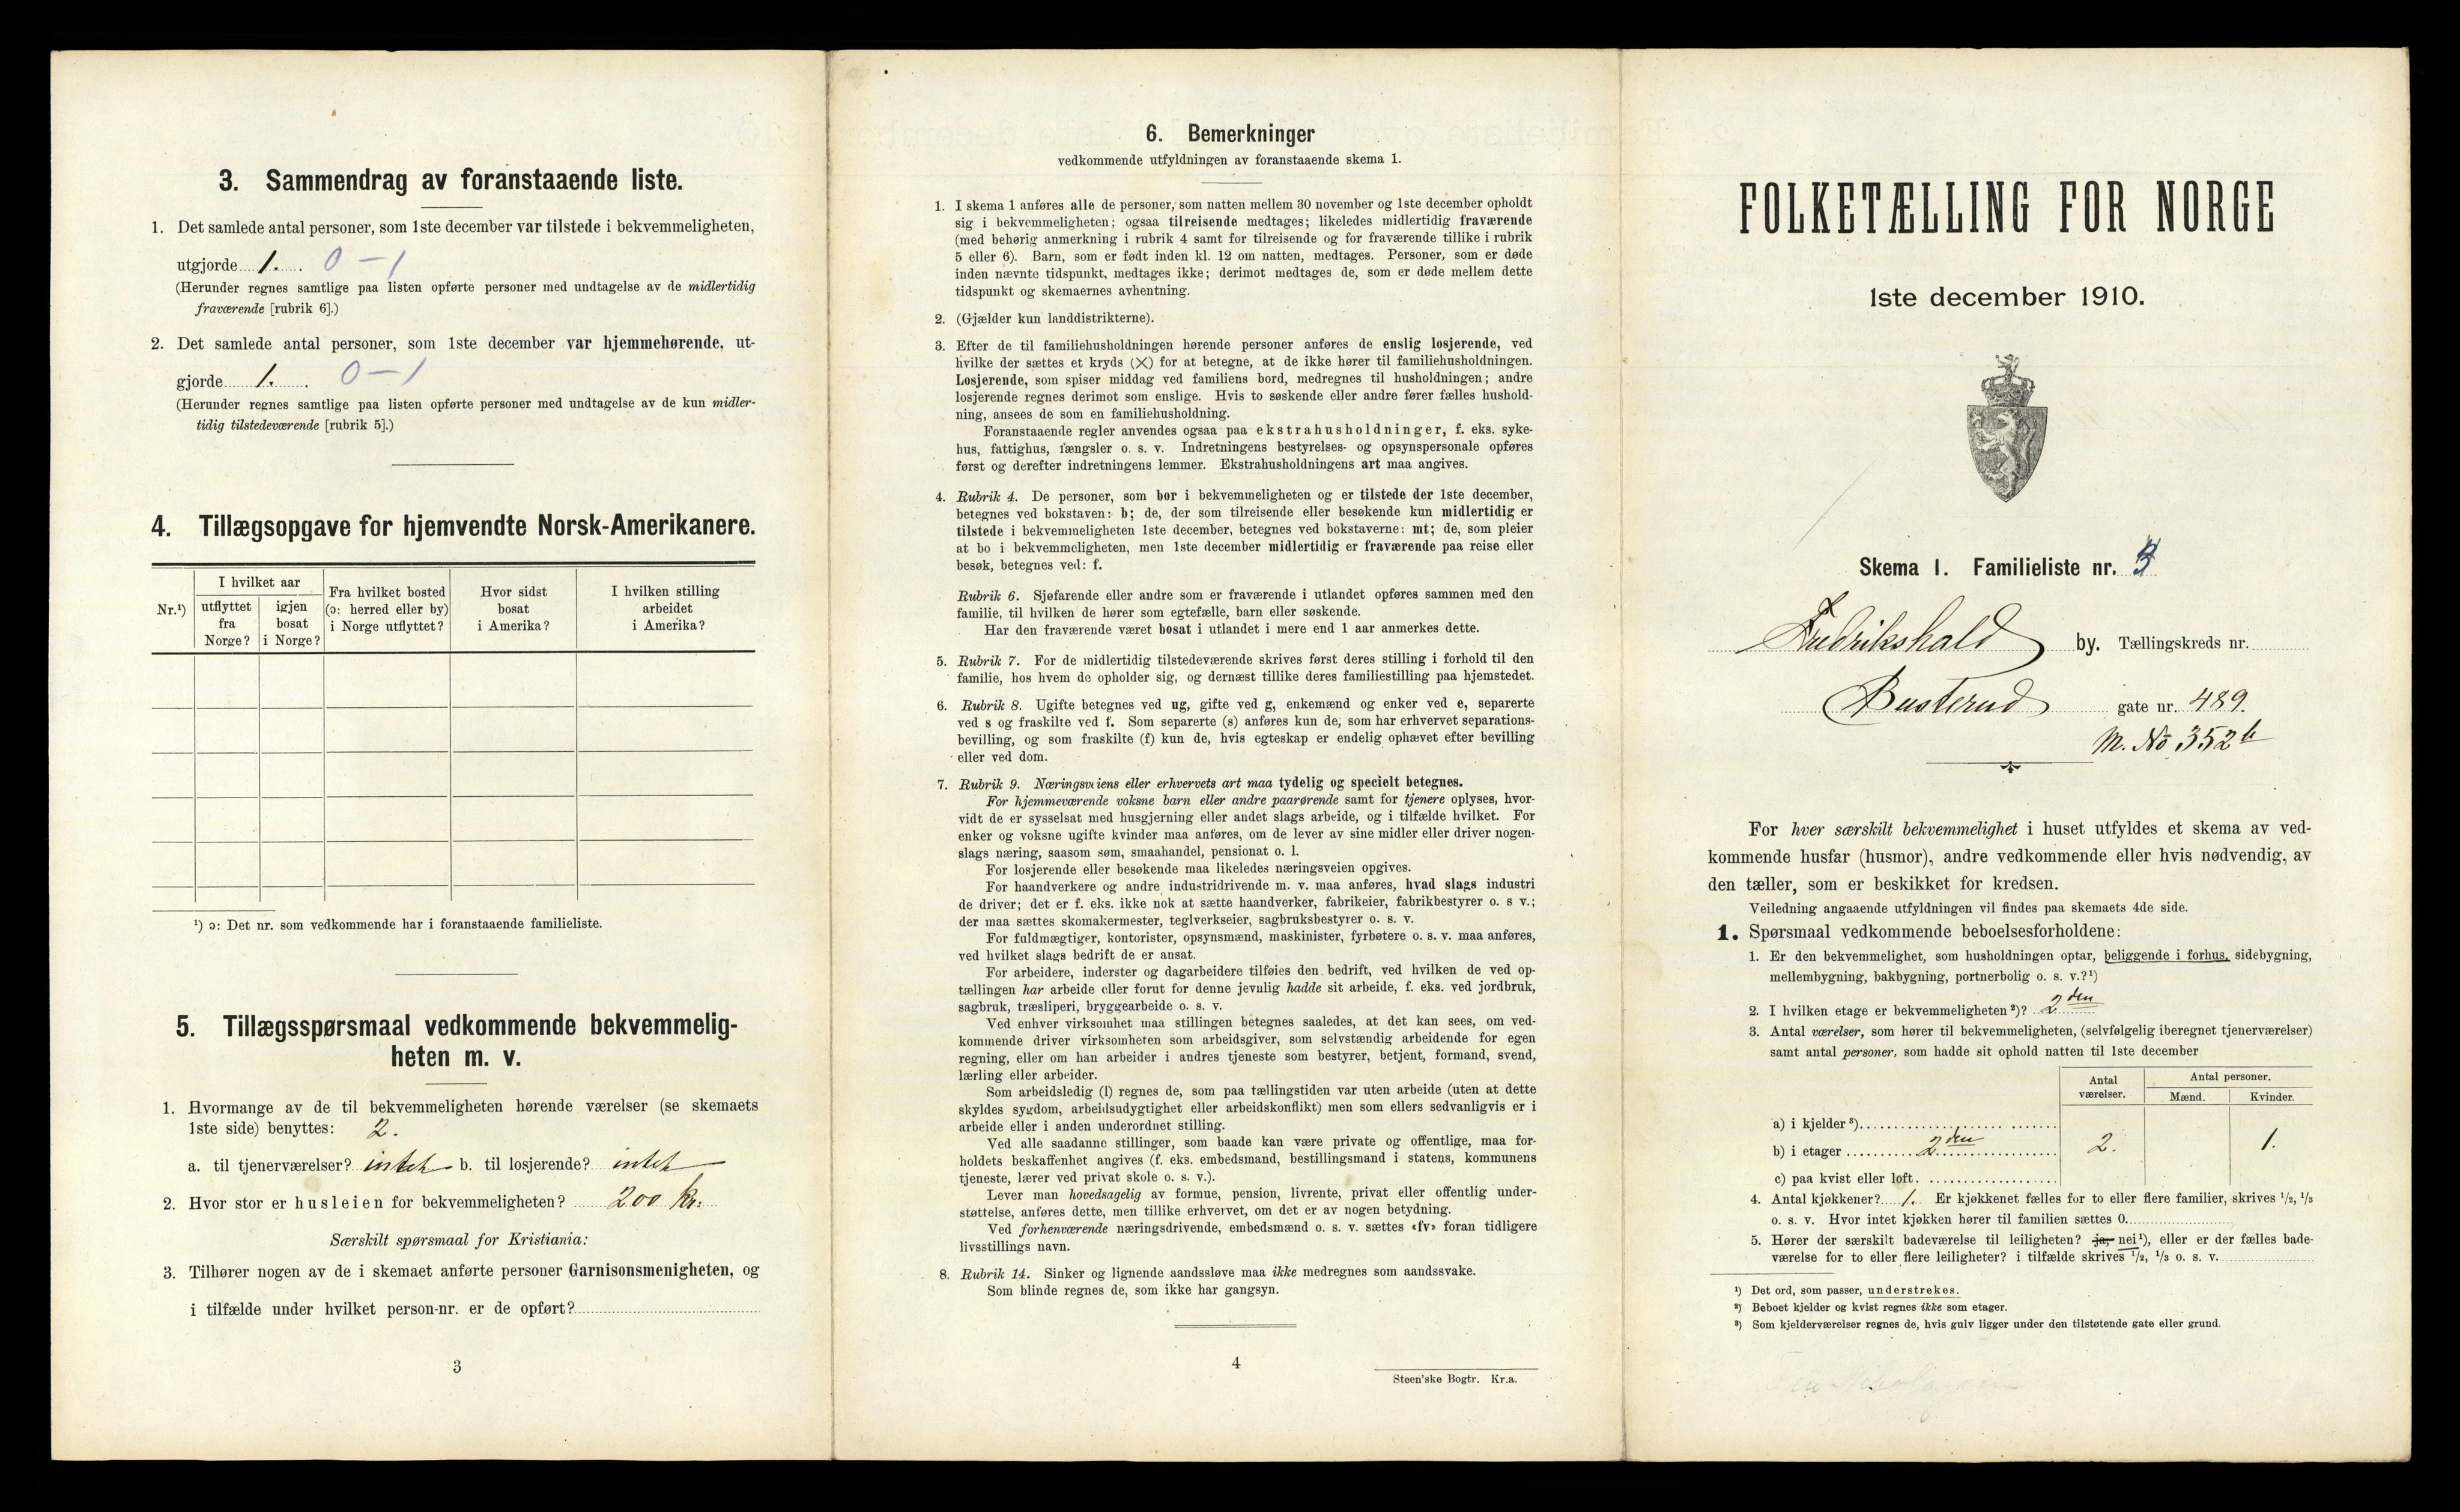 3. Sammendrag av foranstaaende liste.
1. Det samlede antal personer, som 1ste december var tilstede i bekvemmeligheten,
utgjorde 1. 0 – 1
(Herunder regnes samtlige paa listen opførte personer med undtagelse av de midlertidig
fraværende [rubrik 6].)
2. Det samlede antal personer, som 1ste december var hjemmehørende, ut-
gjorde 1. 0 – 1
(Herunder regnes samtlige paa listen opførte personer med undtagelse av de kun midler-
tidig tilstedeværende [rubrik 5].)
4. Tillægsopgave for hjemvendte Norsk-Amerikanere.
Nr.¹)
I hvilket aar
utflyttet fra Norge?
igjen bosat i Norge?
Fra hvilket bosted (ɔ: herred eller by) i Norge utflyttet?
Hvor sidst bosat i Amerika?
I hvilken stilling arbeidet i Amerika?
¹) ɔ: Det nr. som vedkommende har i foranstaaende familieliste.
5. Tillægsspørsmaal vedkommende bekvemmelig-
heten m. v.
1. Hvormange av de til bekvemmeligheten hørende værelser (se skemaets
1ste side) benyttes: 2.
a. til tjenerværelser? intet b. til losjerende? intet
2. Hvor stor er husleien for bekvemmeligheten? 200 kr.
Særskilt spørsmaal for Kristiania:
3. Tilhører nogen av de i skemaet anførte personer Garnisonsmenigheten, og
i tilfælde under hvilket person-nr. er de opført?
3
6. Bemerkninger
vedkommende utfyldningen av foranstaaende skema 1.
1. I skema 1 anføres alle de personer, som natten mellem 30 november og 1ste december opholdt
sig i bekvemmeligheten; ogsaa tilreisende medtages; likeledes midlertidig fraværende
(med behørig anmerkning i rubrik 4 samt for tilreisende og for fraværende tillike i rubrik
5 eller 6). Barn, som er født inden kl. 12 om natten, medtages. Personer, som er døde
inden nævnte tidspunkt, medtages ikke; derimot medtages de, som er døde mellem dette
tidspunkt og skemaernes avhentning.
2. (Gjælder kun landdistrikterne).
3. Efter de til familiehusholdningen hørende personer anføres de enslig losjerende, ved
hvilke der sættes et kryds (X) for at betegne, at de ikke hører til familiehusholdningen.
Losjerende, som spiser middag ved familiens bord, medregnes til husholdningen; andre
losjerende regnes derimot som enslige. Hvis to søskende eller andre fører fælles hushold-
ning, ansees de som en familiehusholdning.
Foranstaaende regler anvendes ogsaa paa ekstrahusholdninger, f. eks. syke-
hus, fattighus, fængsler o. s. v. Indretningens bestyrelses- og opsynspersonale opføres
først og derefter indretningens lemmer. Ekstrahusholdningens art maa angives.
4. Rubrik 4. De personer, som bor i bekvemmeligheten og er tilstede der 1ste december,
betegnes ved bokstaven: b; de, der som tilreisende eller besøkende kun midlertidig er
tilstede i bekvemmeligheten 1ste december, betegnes ved bokstaverne: mt; de, som pleier
at bo i bekvemmeligheten, men 1ste december midlertidig er fraværende paa reise eller
besøk, betegnes ved: f.
Rubrik 6. Sjøfarende eller andre som er fraværende i utlandet opføres sammen med den
familie, til hvilken de hører som egtefælle, barn eller søskende.
Har den fraværende været bosat i utlandet i mere end 1 aar anmerkes dette.
5. Rubrik 7. For de midlertidig tilstedeværende skrives først deres stilling i forhold til den
familie, hos hvem de opholder sig, og dernæst tillike deres familiestilling paa hjemstedet.
6. Rubrik 8. Ugifte betegnes ved ug, gifte ved g, enkemænd og enker ved e, separerte
ved s og fraskilte ved f. Som separerte (s) anføres kun de, som har erhvervet separations-
bevilling, og som fraskilte (f) kun de, hvis egteskap er endelig ophævet efter bevilling
eller ved dom.
7. Rubrik 9. Næringsveiens eller erhvervets art maa tydelig og specielt betegnes.
For hjemmeværende voksne barn eller andre paarørende samt for tjenere oplyses, hvor-
vidt de er sysselsat med husgjerning eller andet slags arbeide, og i tilfælde hvilket. For
enker og voksne ugifte kvinder maa anføres, om de lever av sine midler eller driver nogen-
slags næring, saasom søm, smaahandel, pensionat o. l.
For losjerende eller besøkende maa likeledes næringsveien opgives.
For haandverkere og andre industridrivende m. v. maa anføres, hvad slags industri
de driver; det er f. eks. ikke nok at sætte haandverker, fabrikeier, fabrikbestyrer o. s v.;
der maa sættes skomakermester, teglverkseier, sagbruksbestyrer o. s. v.
For fuldmægtiger, kontorister, opsynsmænd, maskinister, fyrbøtere o. s. v. maa anføres,
ved hvilket slags bedrift de er ansat.
For arbeidere, inderster og dagarbeidere tilføies den bedrift, ved hvilken de ved op-
tællingen har arbeide eller forut for denne jevnlig hadde sit arbeide, f. eks. ved jordbruk,
sagbruk, træsliperi, bryggearbeide o. s. v.
Ved enhver virksomhet maa stillingen betegnes saaledes, at det kan sees, om ved-
kommende driver virksomheten som arbeidsgiver, som selvstændig arbeidende for egen
regning, eller om han arbeider i andres tjeneste som bestyrer, betjent, formand, svend,
lærling eller arbeider.
Som arbeidsledig (l) regnes de, som paa tællingstiden var uten arbeide (uten at dette
skyldes sygdom, arbeidsudygtighet eller arbeidskonflikt) men som ellers sedvanligvis er i
arbeide eller i anden underordnet stilling.
Ved alle saadanne stillinger, som baade kan være private og offentlige, maa for-
holdets beskaffenhet angives (f. eks. embedsmand, bestillingsmand i statens, kommunens
tjeneste, lærer ved privat skole o. s. v.).
Lever man hovedsagelig av formue, pension, livrente, privat eller offentlig under-
støttelse, anføres dette, men tillike erhvervet, om det er av nogen betydning.
Ved forhenværende næringsdrivende, embedsmænd o. s. v. sættes «fv» foran tidligere
livsstillings navn.
8. Rubrik 14. Sinker og lignende aandssløve maa ikke medregnes som aandssvake.
Som blinde regnes de, som ikke har gangsyn.
4
Steen'ske Bogtr. Kr.a.
FOLKETÆLLING FOR NORGE
1ste december 1910.
Skema 1. Familieliste nr. 3
Fredrikshald by. Tællingskreds nr.
Busterud gate nr. 489.
M. No 352 b
For hver særskilt bekvemmelighet i huset utfyldes et skema av ved-
kommende husfar (husmor), andre vedkommende eller hvis nødvendig, av
den tæller, som er beskikket for kredsen.
Veiledning angaaende utfyldningen vil findes paa skemaets 4de side.
1. Spørsmaal vedkommende beboelsesforholdene:
1. Er den bekvemmelighet, som husholdningen optar, beliggende i forhus, sidebygning,
mellembygning, bakbygning, portnerbolig o. s. v.?¹)
2. I hvilken etage er bekvemmeligheten²)? 2den
3. Antal værelser, som hører til bekvemmeligheten, (selvfølgelig iberegnet tjenerværelser)
samt antal personer, som hadde sit ophold natten til 1ste december
Antal værelser.
Antal personer.
Mænd. Kvinder.
a) i kjelder³)
b) i etager 2den 2. 1.
c) paa kvist eller loft.
4. Antal kjøkkener? 1. Er kjøkkenet fælles for to eller flere familier, skrives 1/2, 1/3
o. s. v. Hvor intet kjøkken hører til familien sættes 0.
5. Hører der særskilt badeværelse til leiligheten? ja, nei¹), eller er der fælles bade-
værelse for to eller flere leiligheter? i tilfælde skrives 1/2, 1/3 o. s. v.
¹) Det ord, som passer, understrekes.
²) Beboet kjelder og kvist regnes ikke som etager.
³) Som kjelderværelser regnes de, hvis gulv ligger under den tilstøtende gate eller grund.